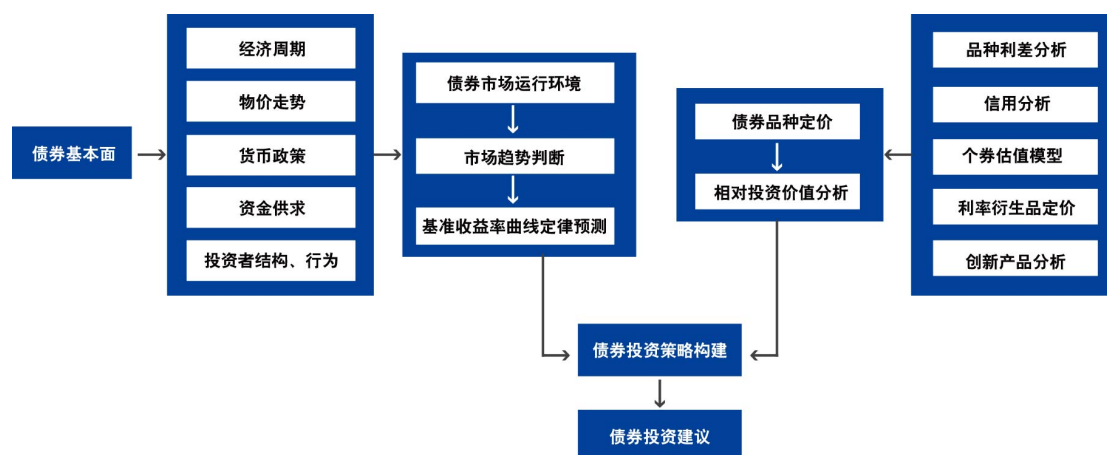 债券基本面
经济周期
物价走势
货币政策
资金供求
投资者结构、行为
债券市场运行环境
市场趋势判断
基准收益率曲线定律预测
债券品种定价
相对投资价值分析
品种利差分析
信用分析
个券估值模型
利率衍生品定价
创新产品分析
债券投资策略构建
债券投资建议